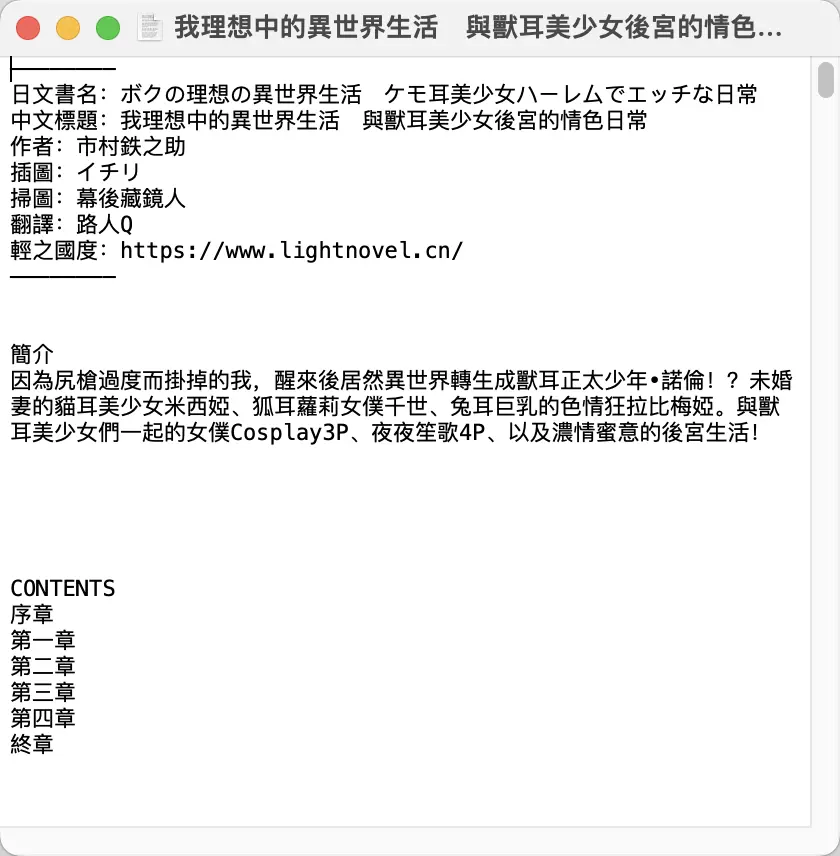 我理想中的異世界生活　與獸耳美少女後宮的情色…
————————
日文書名：ボクの理想の異世界生活　ケモ耳美少女ハーレムでエッチな日常
中文標題：我理想中的異世界生活　與獸耳美少女後宮的情色日常
作者：市村鉄之助
插圖：イチリ
掃圖：幕後藏鏡人
翻譯：路人Q
輕之國度：https://www.lightnovel.cn/
————————
簡介
因為尻槍過度而掛掉的我，醒來後居然異世界轉生成獸耳正太少年•諾倫！？未婚
妻的貓耳美少女米西婭、狐耳蘿莉女僕千世、兔耳巨乳的色情狂拉比梅婭。與獸
耳美少女們一起的女僕Cosplay3P、夜夜笙歌4P、以及濃情蜜意的後宮生活！
CONTENTS
序章
第一章
第二章
第三章
第四章
終章